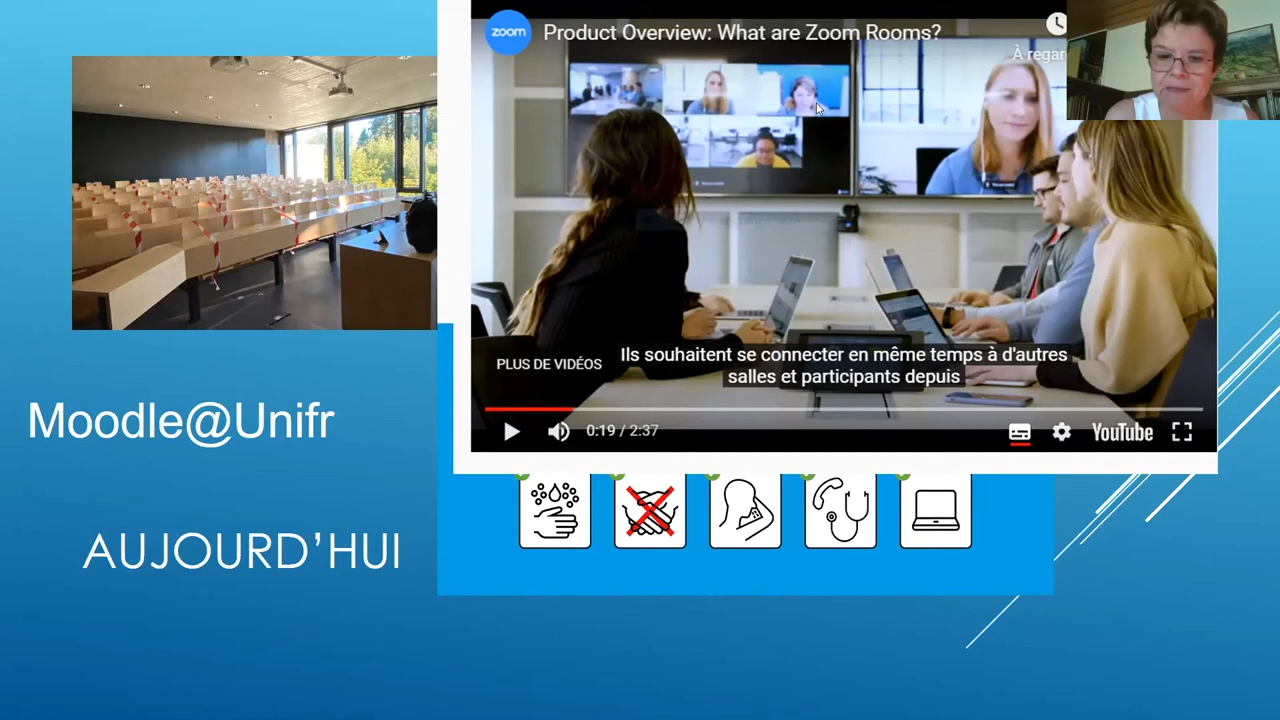 zoom
Product Overview: What are Zoom Rooms?
À regar
Ils souhaitent se connecter en même temps à d'autres
salles et participants depuis
PLUS DE VIDÉOS
0:19 / 2:37
YouTube
Moodle@Unifr
AUJOURD'HUI